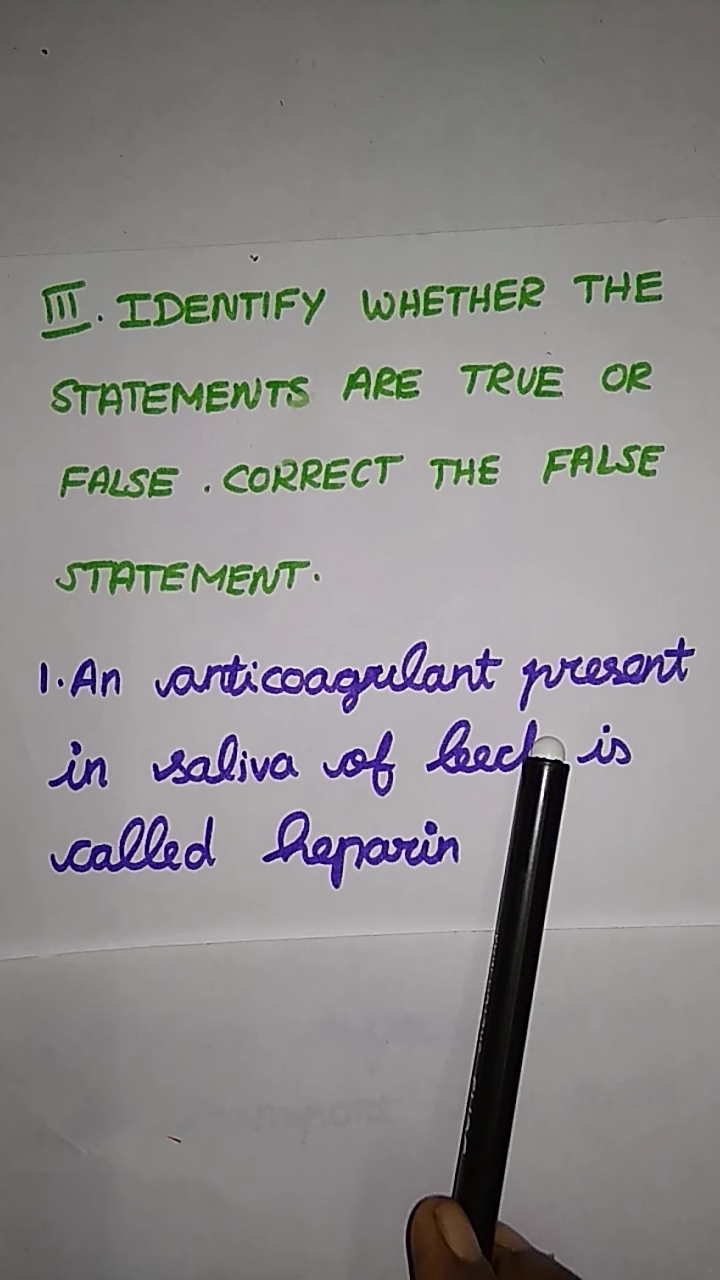 III. IDENTIFY WHETHER THE
STATEMENTS ARE TRUE OR
FALSE. CORRECT THE FALSE
STATEMENT.
1. An anticoagulant present
in saliva of leech is
called heparin